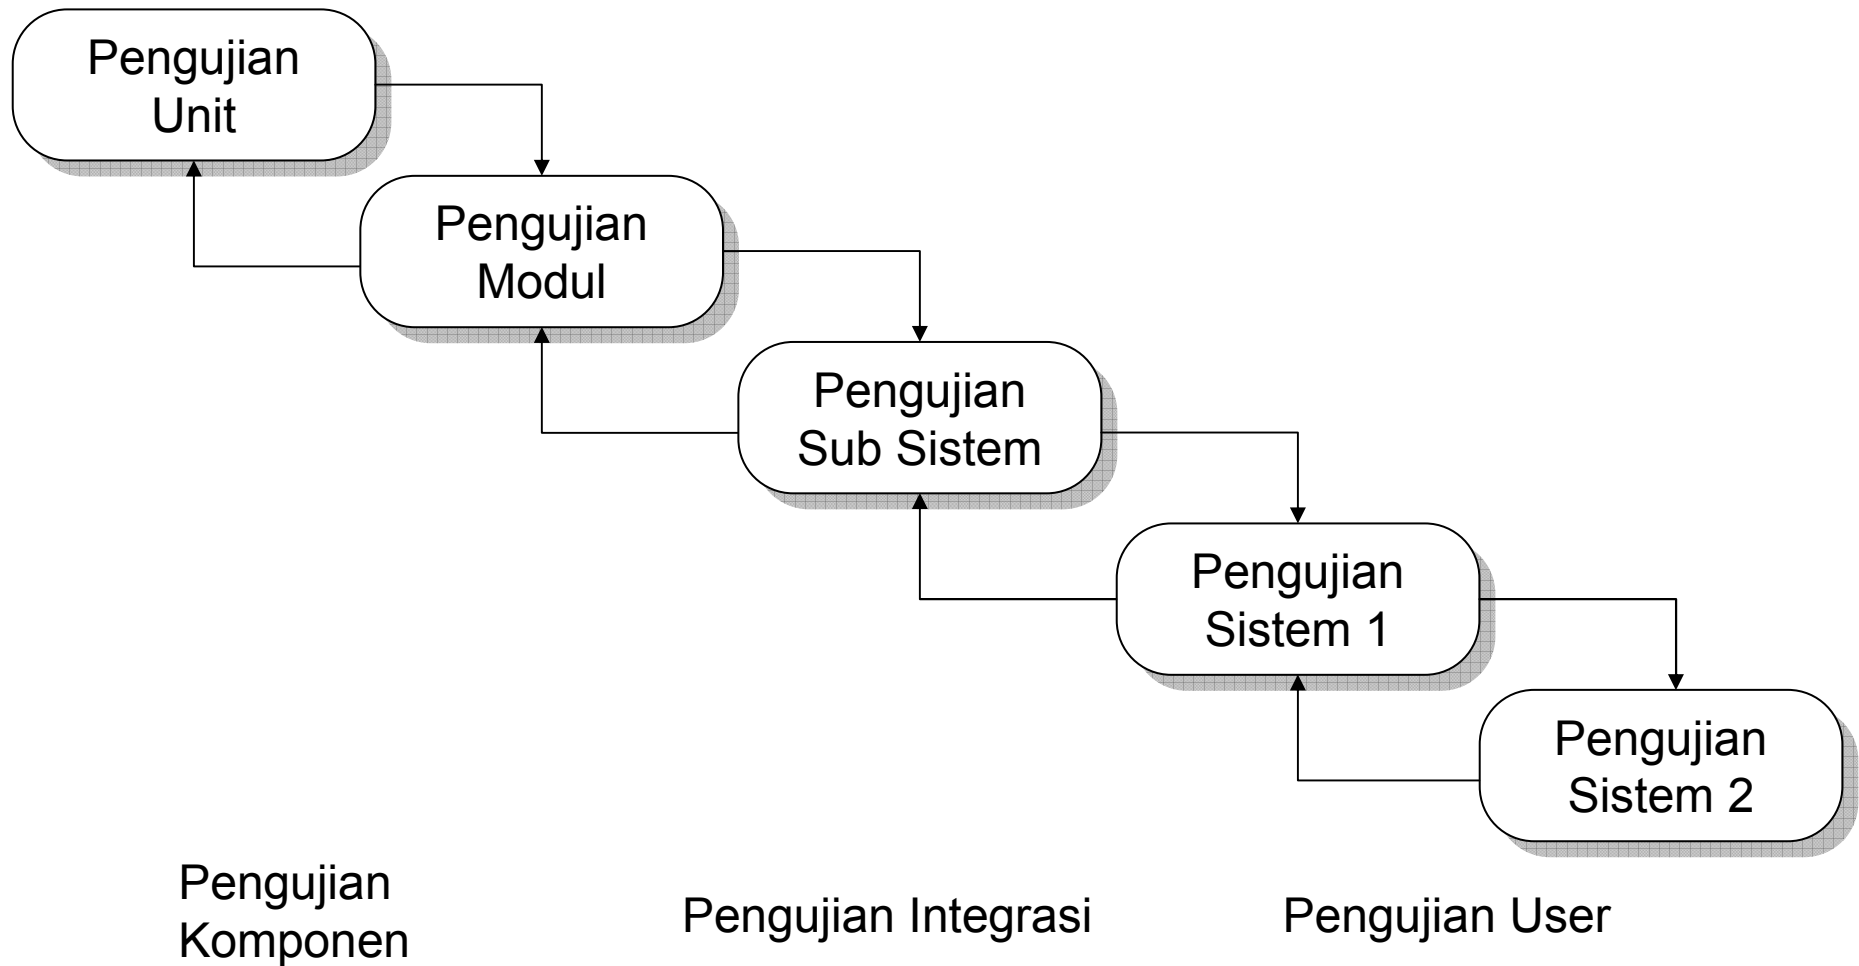 Pengujian
Unit
Pengujian
Modul
Pengujian
Sub Sistem
Pengujian
Sistem 1
Pengujian
Sistem 2
Pengujian
Komponen
Pengujian Integrasi
Pengujian User